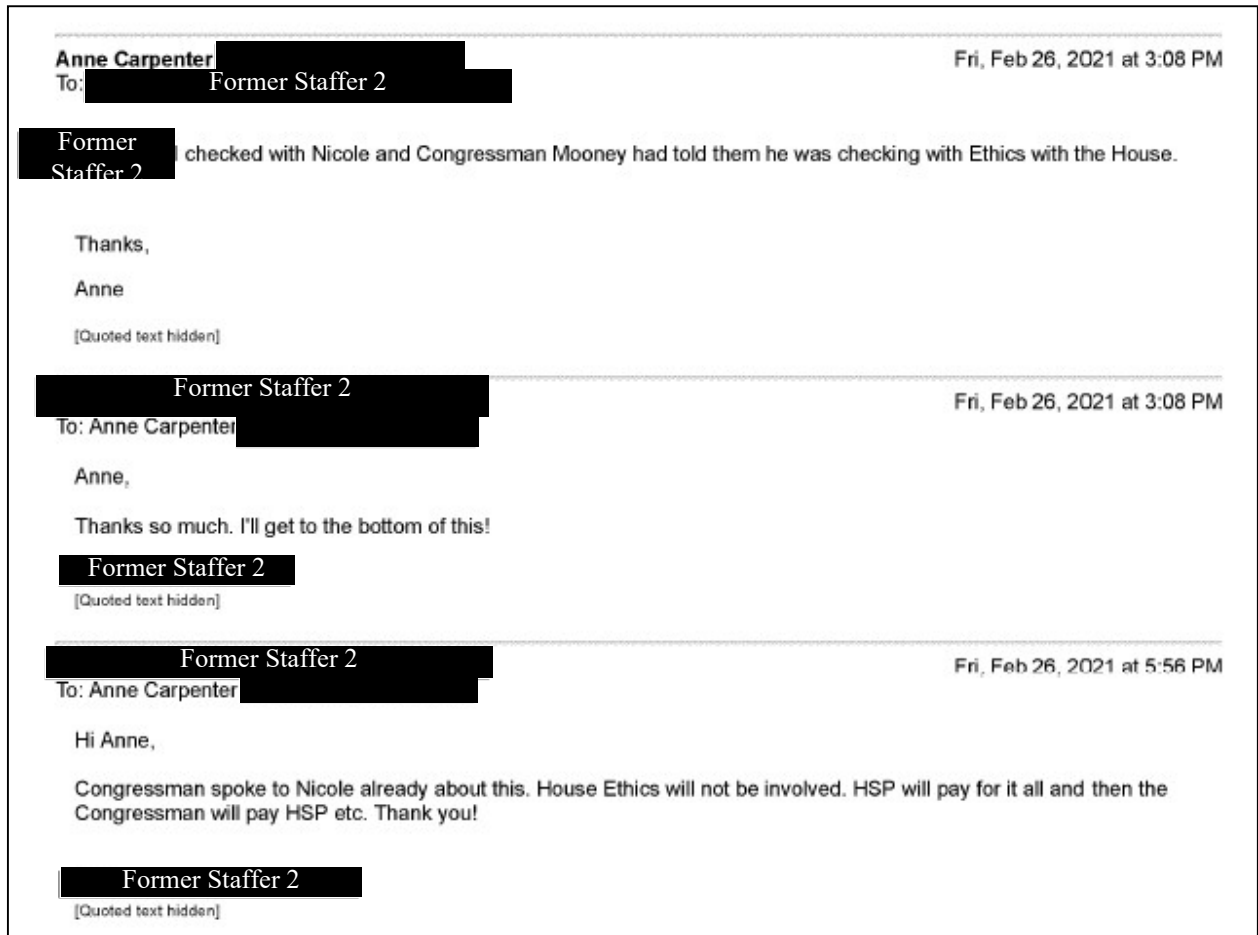 Anne Carpenter
Fri, Feb 26, 2021 at 3:08 PM
To: Former Staffer 2
Former
Staffer 2
I checked with Nicole and Congressman Mooney had told them he was checking with Ethics with the House.
Thanks,
Anne
[Quoted text hidden]
Former Staffer 2
Fri, Feb 26, 2021 at 3:08 PM
To: Anne Carpenter
Anne,
Thanks so much. I'll get to the bottom of this!
Former Staffer 2
[Quoted text hidden]
Former Staffer 2
Fri, Feb 26, 2021 at 5:56 PM
To: Anne Carpenter
Hi Anne,
Congressman spoke to Nicole already about this. House Ethics will not be involved. HSP will pay for it all and then the
Congressman will pay HSP etc. Thank you!
Former Staffer 2
[Quoted text hidden]